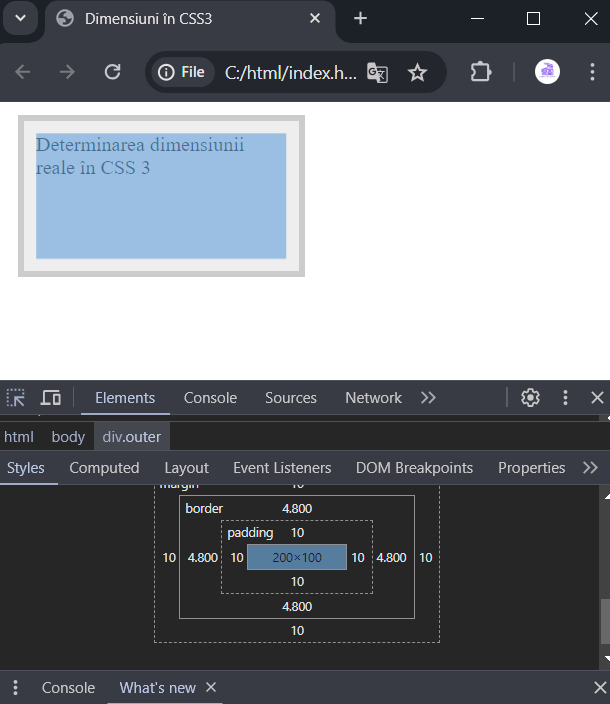 Dimensiuni în CSS3
File C:/html/index.h...
Determinarea dimensiunii
reale în CSS 3
Elements Console Sources Network
html body div.outer
Styles Computed Layout Event Listeners DOM Breakpoints Properties
margin 10
border 4.800
padding 10
10 4.800 10 200×100 10 4.800 10
10
4.800
10
Console What's new